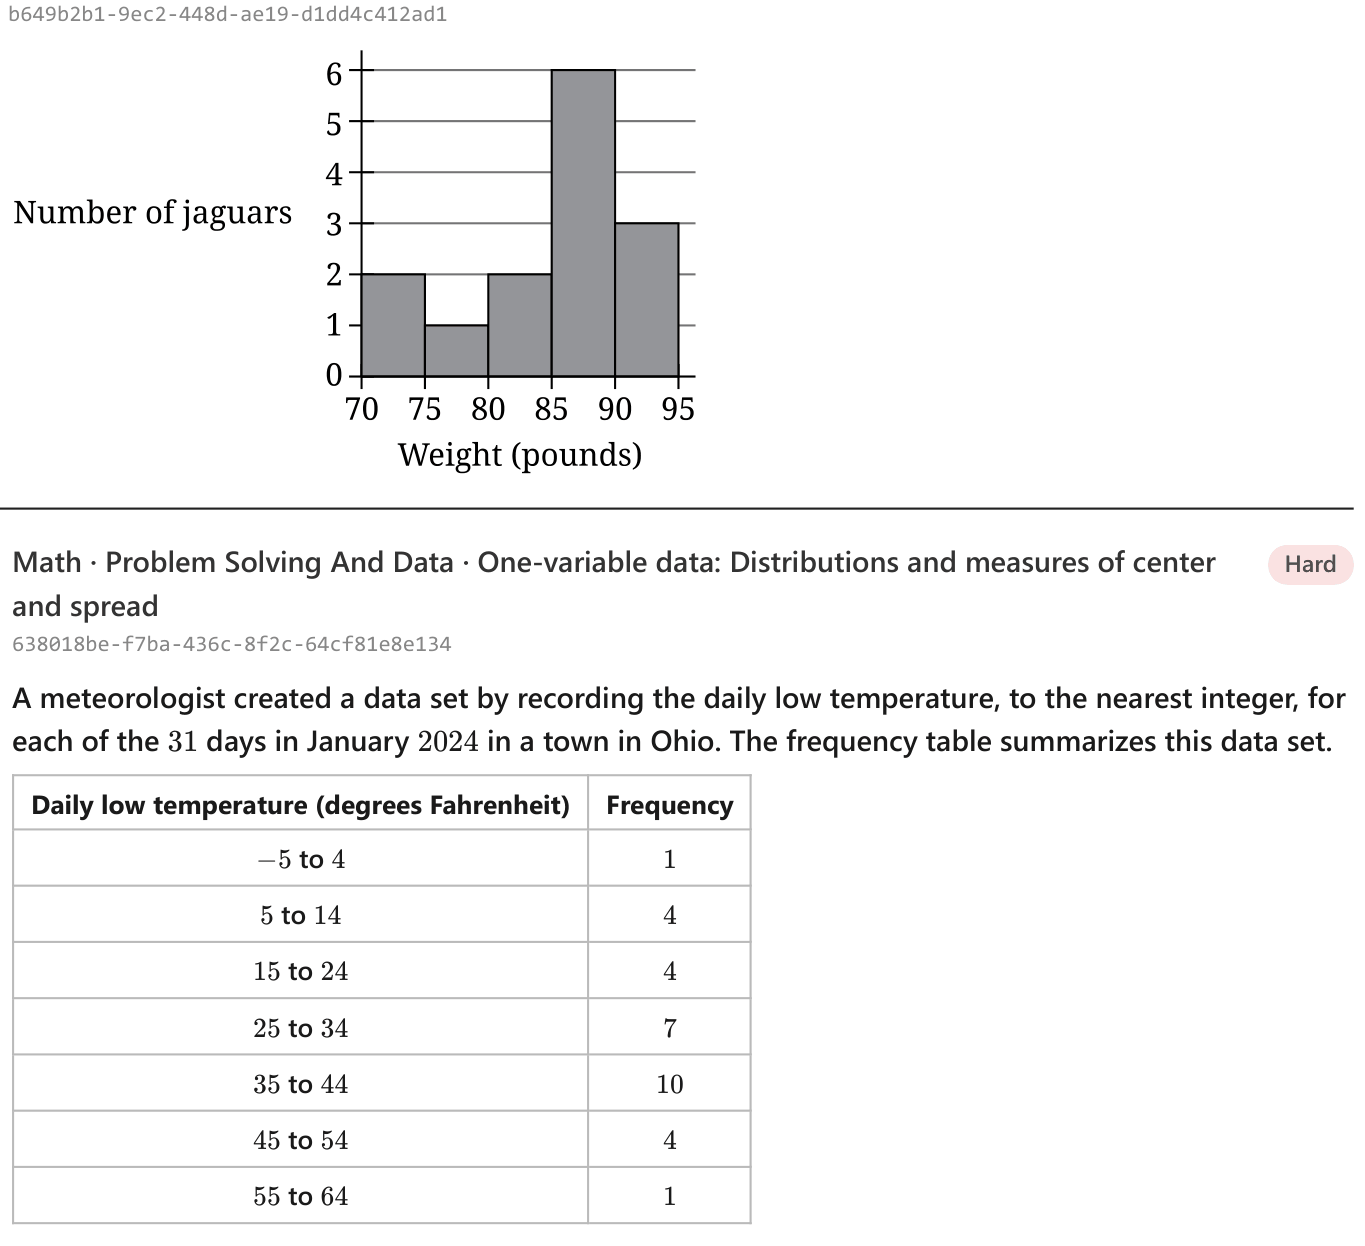 b649b2b1-9ec2-448d-ae19-d1dd4c412ad1
6
5
4
Number of jaguars
3
2
1
0
70 75 80 85 90 95
Weight (pounds)
Math · Problem Solving And Data · One-variable data: Distributions and measures of center
Hard
and spread
638018be-f7ba-436c-8f2c-64cf81e8e134
A meteorologist created a data set by recording the daily low temperature, to the nearest integer, for
each of the 31 days in January 2024 in a town in Ohio. The frequency table summarizes this data set.
Daily low temperature (degrees Fahrenheit) Frequency
−5 to 4 1
5 to 14 4
15 to 24 4
25 to 34 7
35 to 44 10
45 to 54 4
55 to 64 1